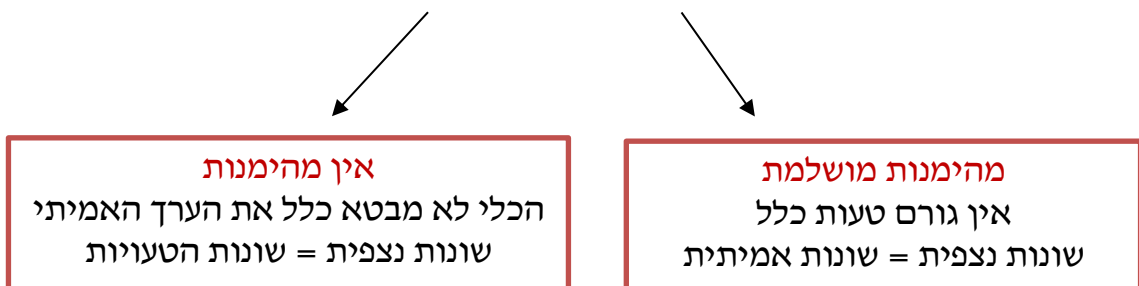 מהימנות מושלמת
אין גורם טעות כלל
שונות נצפית = שונות אמיתית
אין מהימנות
הכלי לא מבטא כלל את הערך האמיתי
שונות נצפית = שונות הטעויות